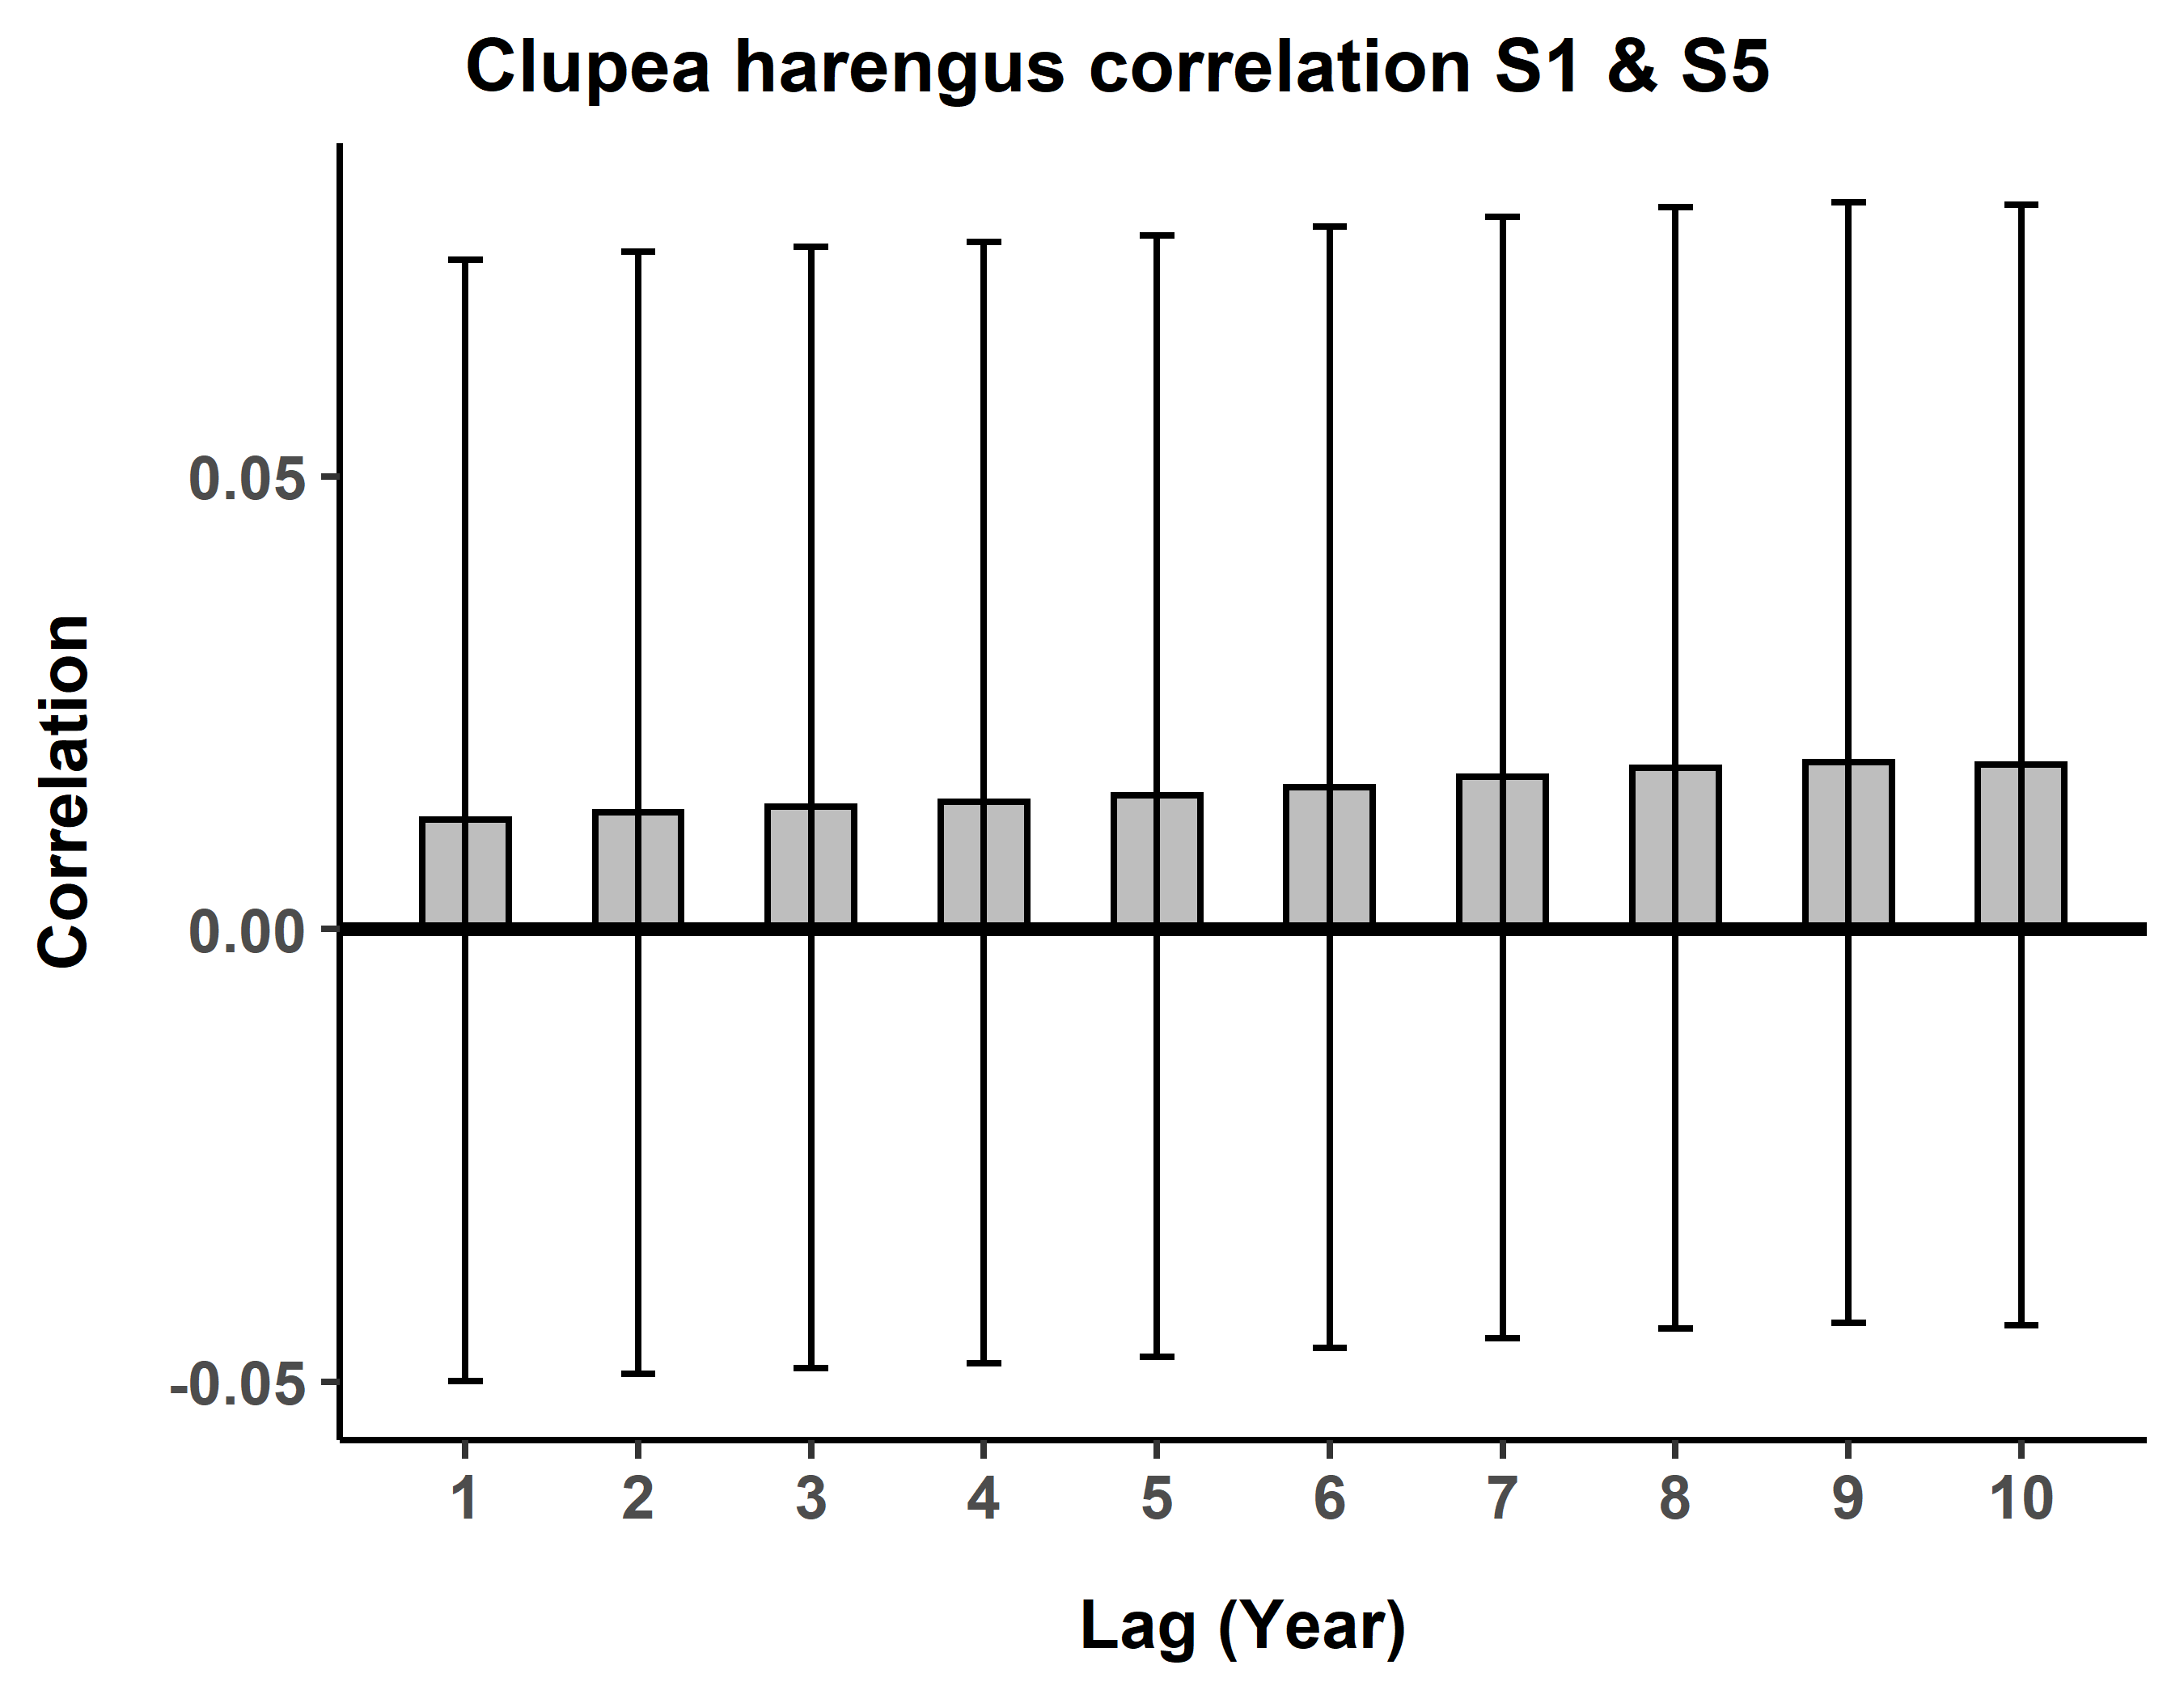 Clupea harengus correlation S1 & S5
Correlation
0.05
0.00
-0.05
1 2 3 4 5 6 7 8 9 10
Lag (Year)